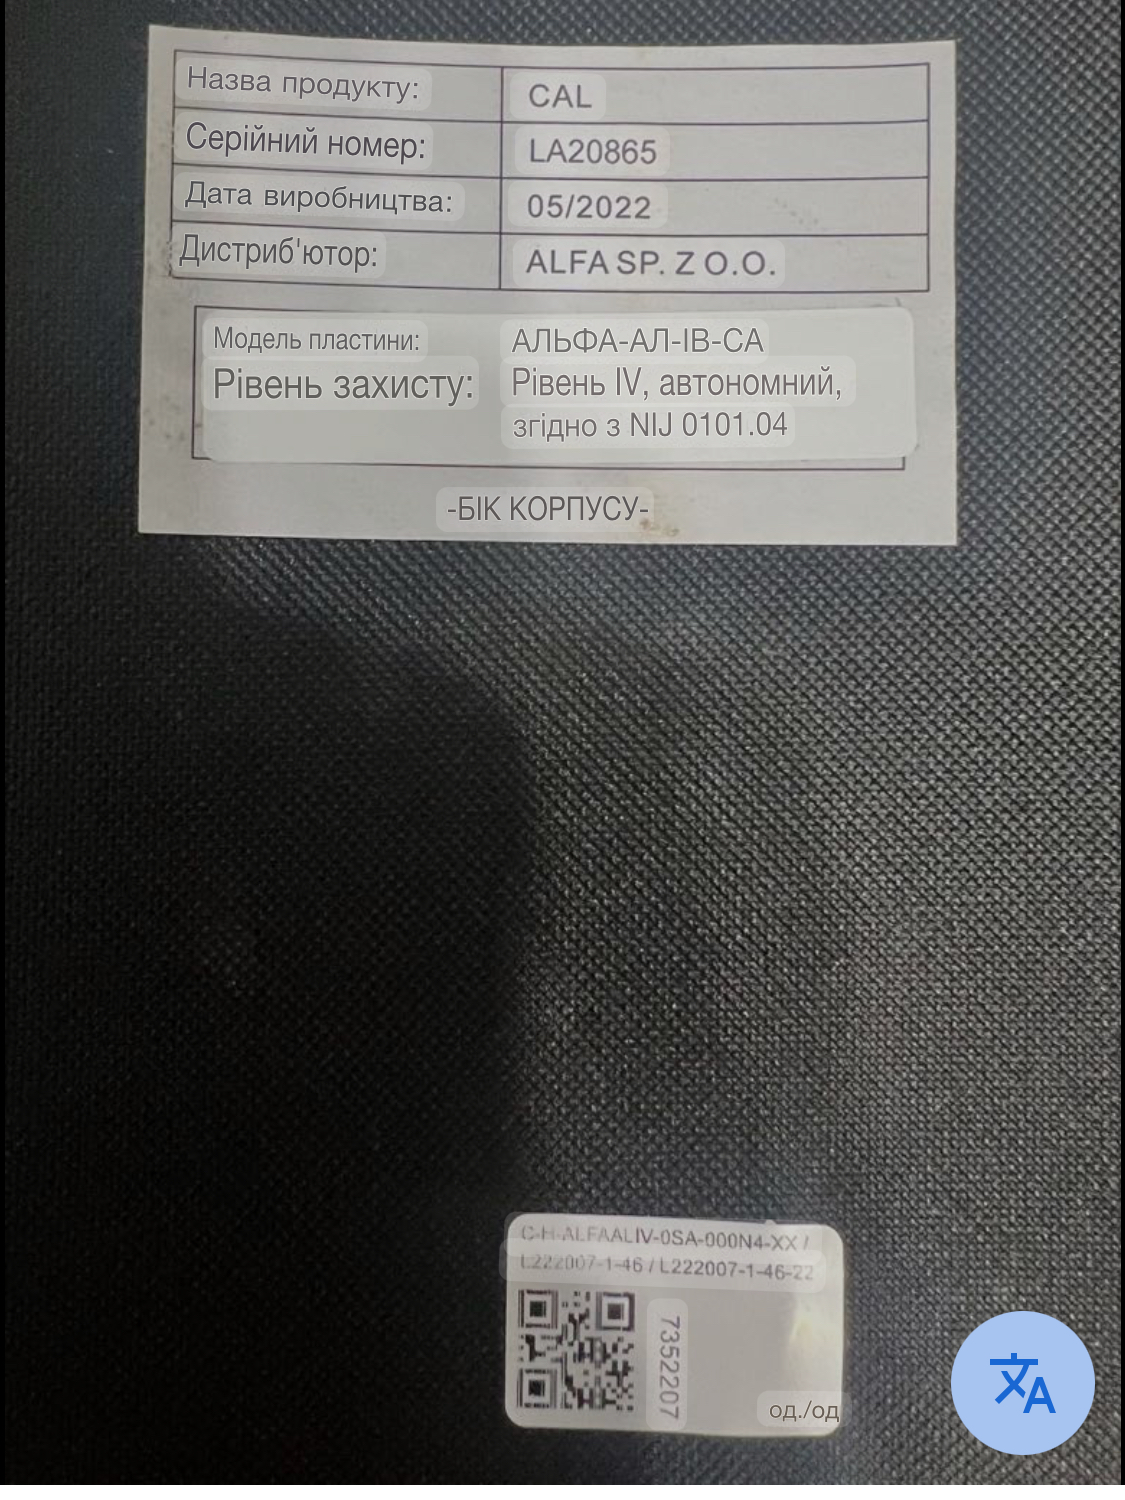 Назва продукту: CAL
Серійний номер: LA20865
Дата виробництва: 05/2022
Дистриб'ютор: ALFA SP. Z O.O.
Модель пластини: АЛЬФА-АЛ-ІВ-СА
Рівень захисту: Рівень IV, автономний,
згідно з NIJ 0101.04
-БІК КОРПУСУ-
C-H-ALFAALIV-0SA-000N4-XX /
L222007-1-46 / L222007-1-46-22
7352207
од./од